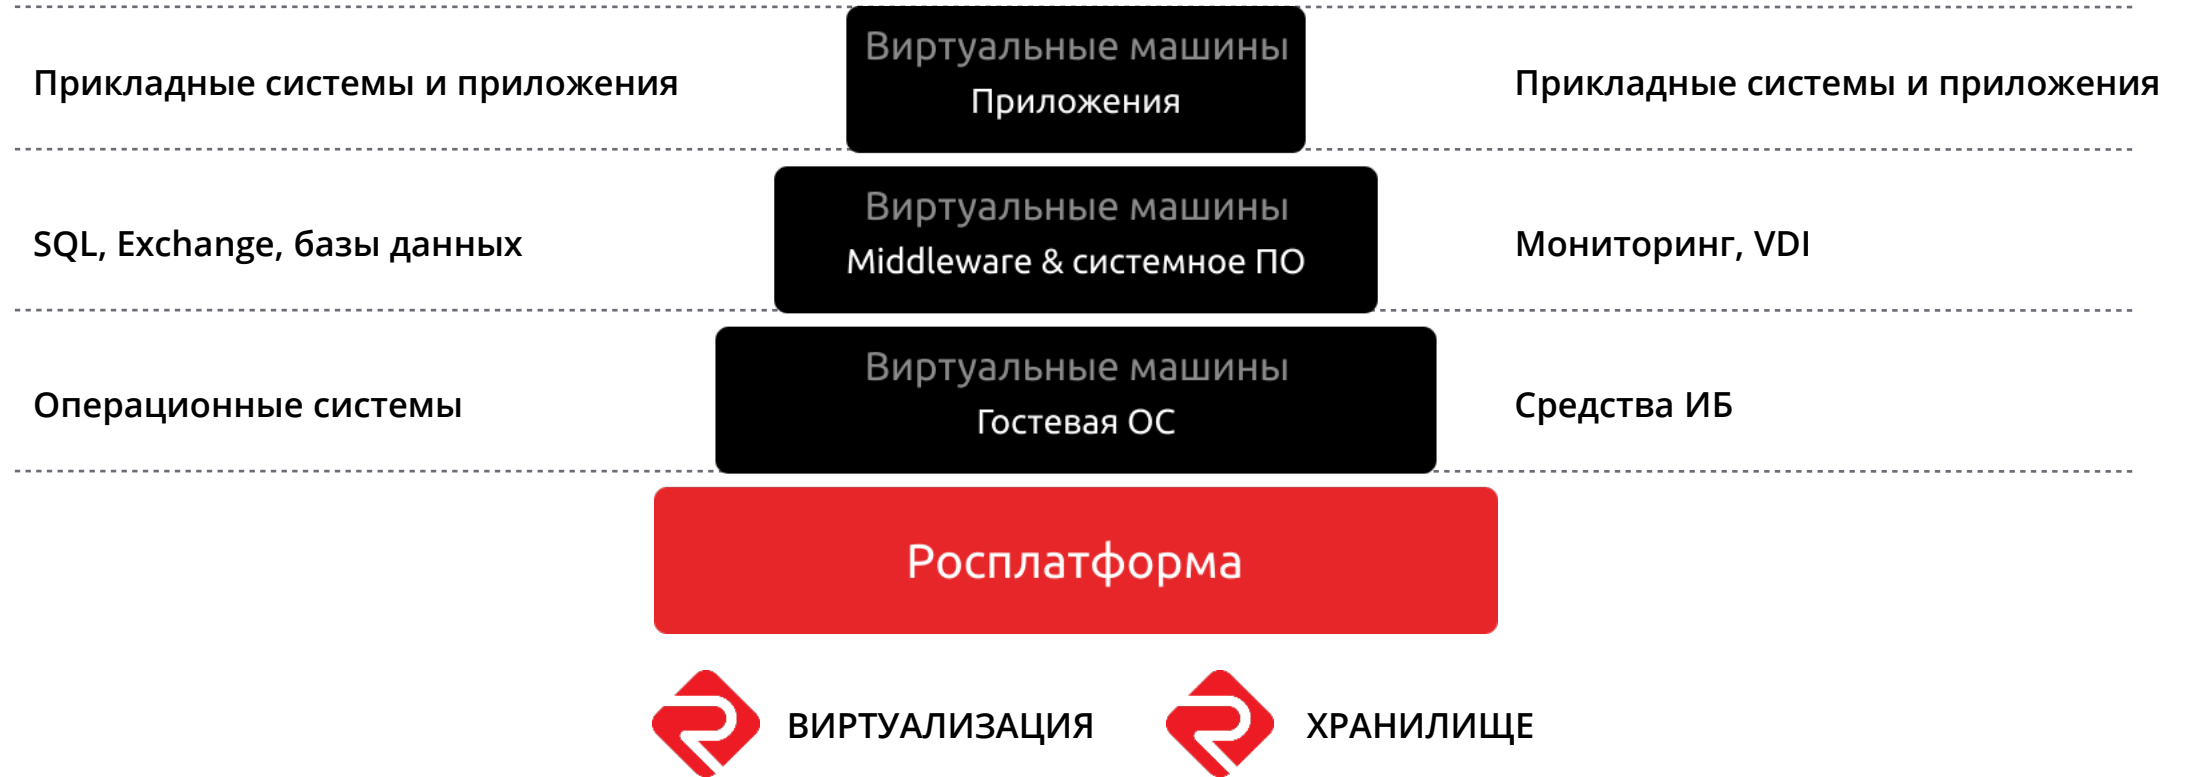 Виртуальные машины
Прикладные системы и приложения
Приложения
Прикладные системы и приложения
Виртуальные машины
SQL, Exchange, базы данных
Middleware & системное ПО
Мониторинг, VDI
Виртуальные машины
Операционные системы
Гостевая ОС
Средства ИБ
Росплатформа
ВИРТУАЛИЗАЦИЯ
ХРАНИЛИЩЕ